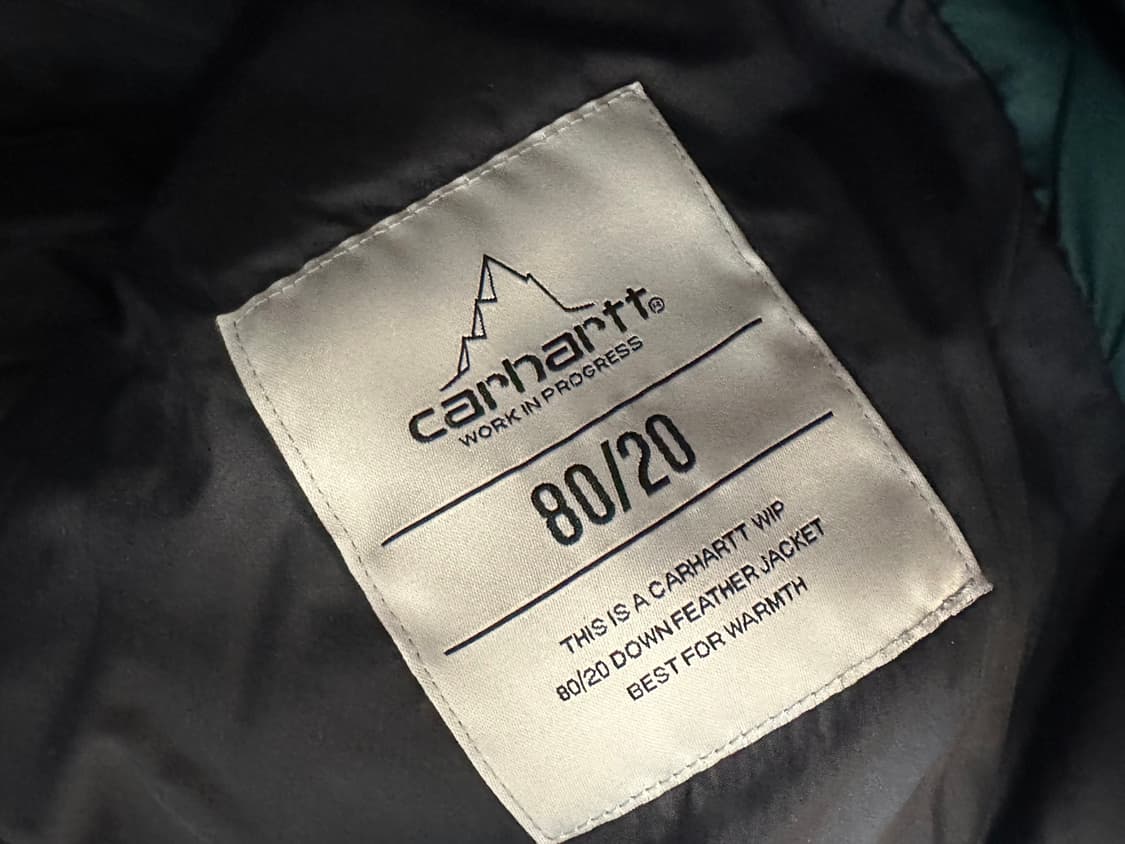 carhartt®
WORK IN PROGRESS
80/20
THIS IS A CARHARTT WIP
80/20 DOWN FEATHER JACKET
BEST FOR WARMTH